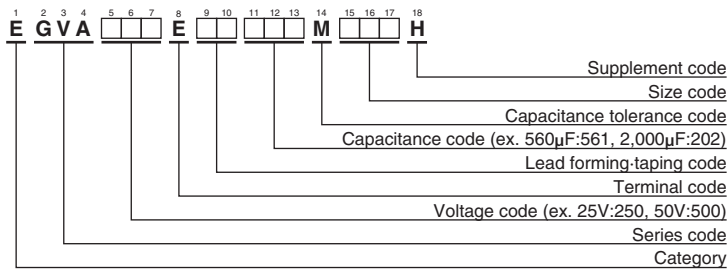 1 2 3 4 5 6 7 8 9 10 11 12 13 14 15 16 17 18
E G V A E M H
Supplement code
Size code
Capacitance tolerance code
Capacitance code (ex. 560µF:561, 2,000µF:202)
Lead forming·taping code
Terminal code
Voltage code (ex. 25V:250, 50V:500)
Series code
Category